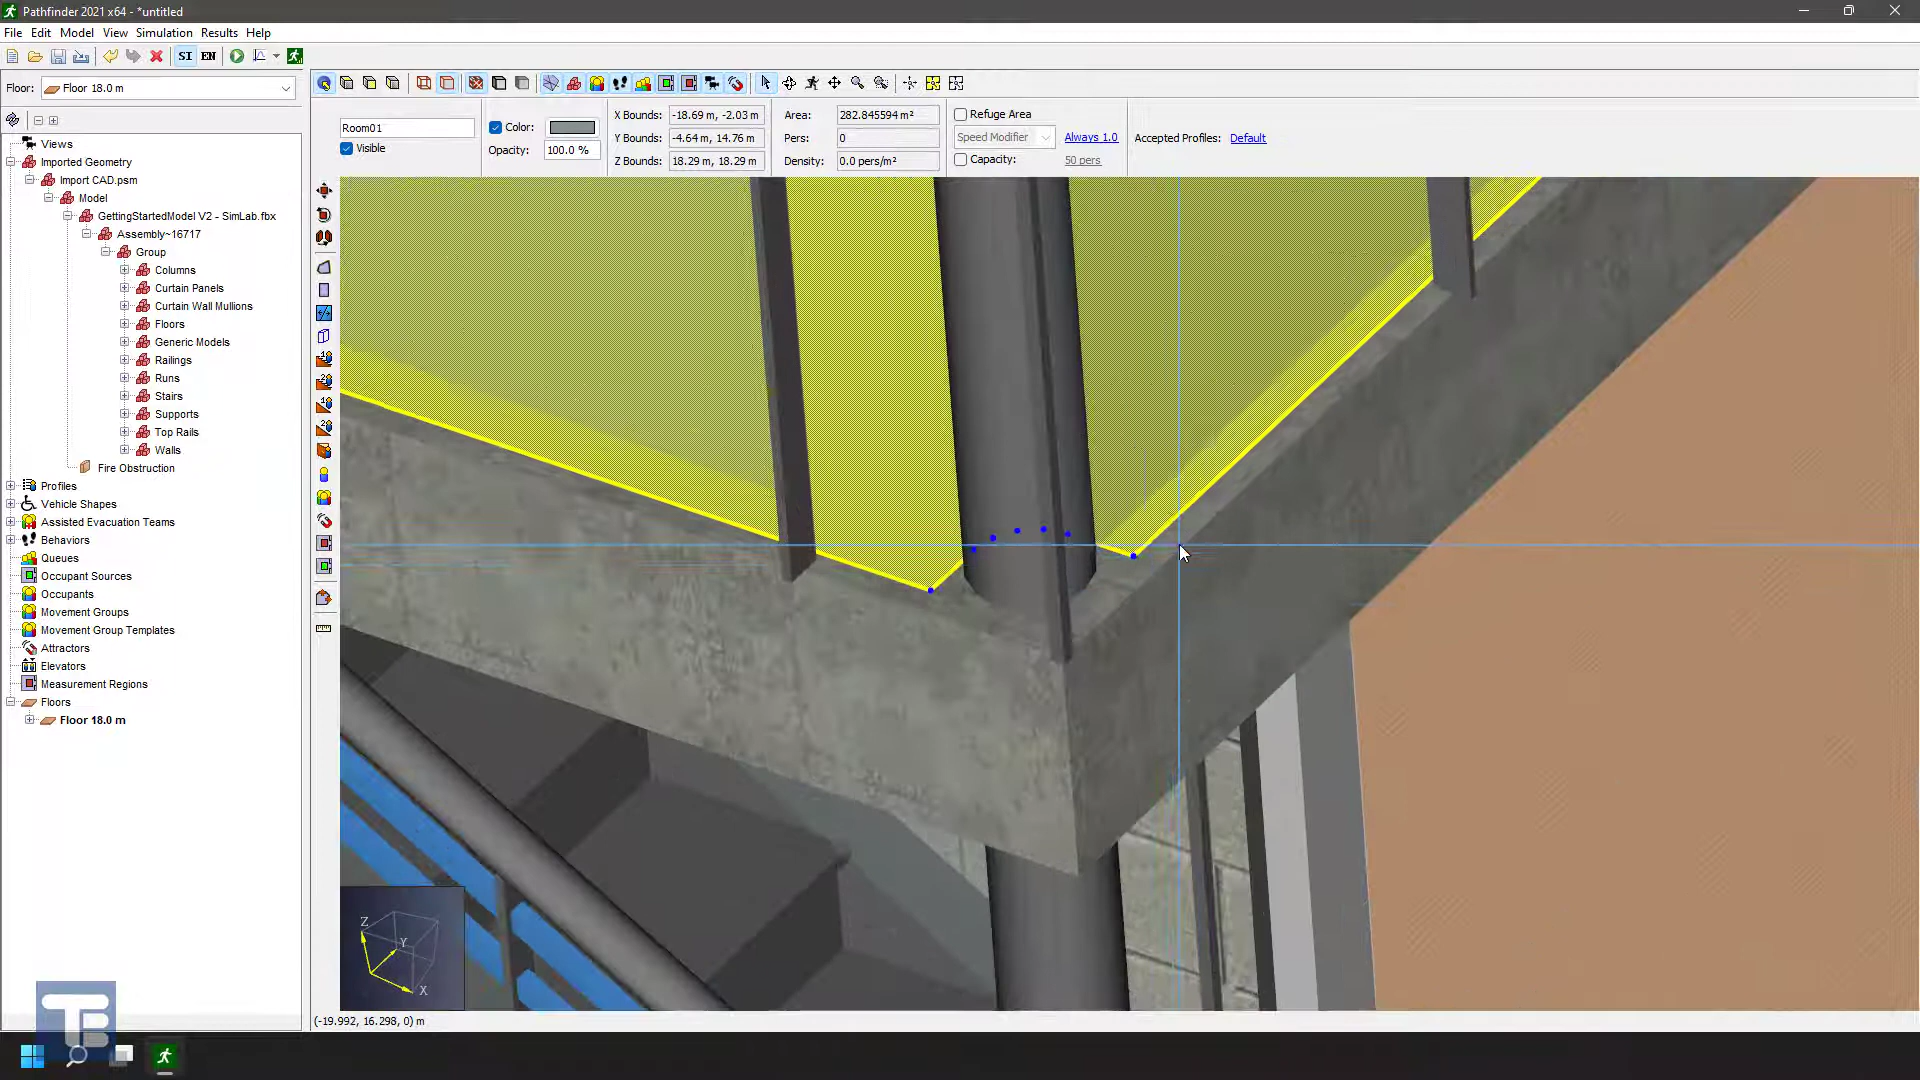 Pathfinder 2021 x64 - *untitled
File Edit Model View Simulation Results Help
SI EN
Floor: Floor 18.0 m
Room01
Visible
Color:
Opacity: 100.0 %
X Bounds: -18.69 m, -2.03 m
Y Bounds: -4.64 m, 14.76 m
Z Bounds: 18.29 m, 18.29 m
Area: 282.845594 m²
Pers: 0
Density: 0.0 pers/m²
Refuge Area
Speed Modifier Always 1.0
Capacity: 50 pers
Accepted Profiles: Default
Views
Imported Geometry
Import CAD.psm
Model
GettingStartedModel V2 - SimLab.fbx
Assembly~16717
Group
Columns
Curtain Panels
Curtain Wall Mullions
Floors
Generic Models
Railings
Runs
Stairs
Supports
Top Rails
Walls
Fire Obstruction
Profiles
Vehicle Shapes
Assisted Evacuation Teams
Behaviors
Queues
Occupant Sources
Occupants
Movement Groups
Movement Group Templates
Attractors
Elevators
Measurement Regions
Floors
Floor 18.0 m
Z
Y
X
(-19.992, 16.298, 0) m
TB